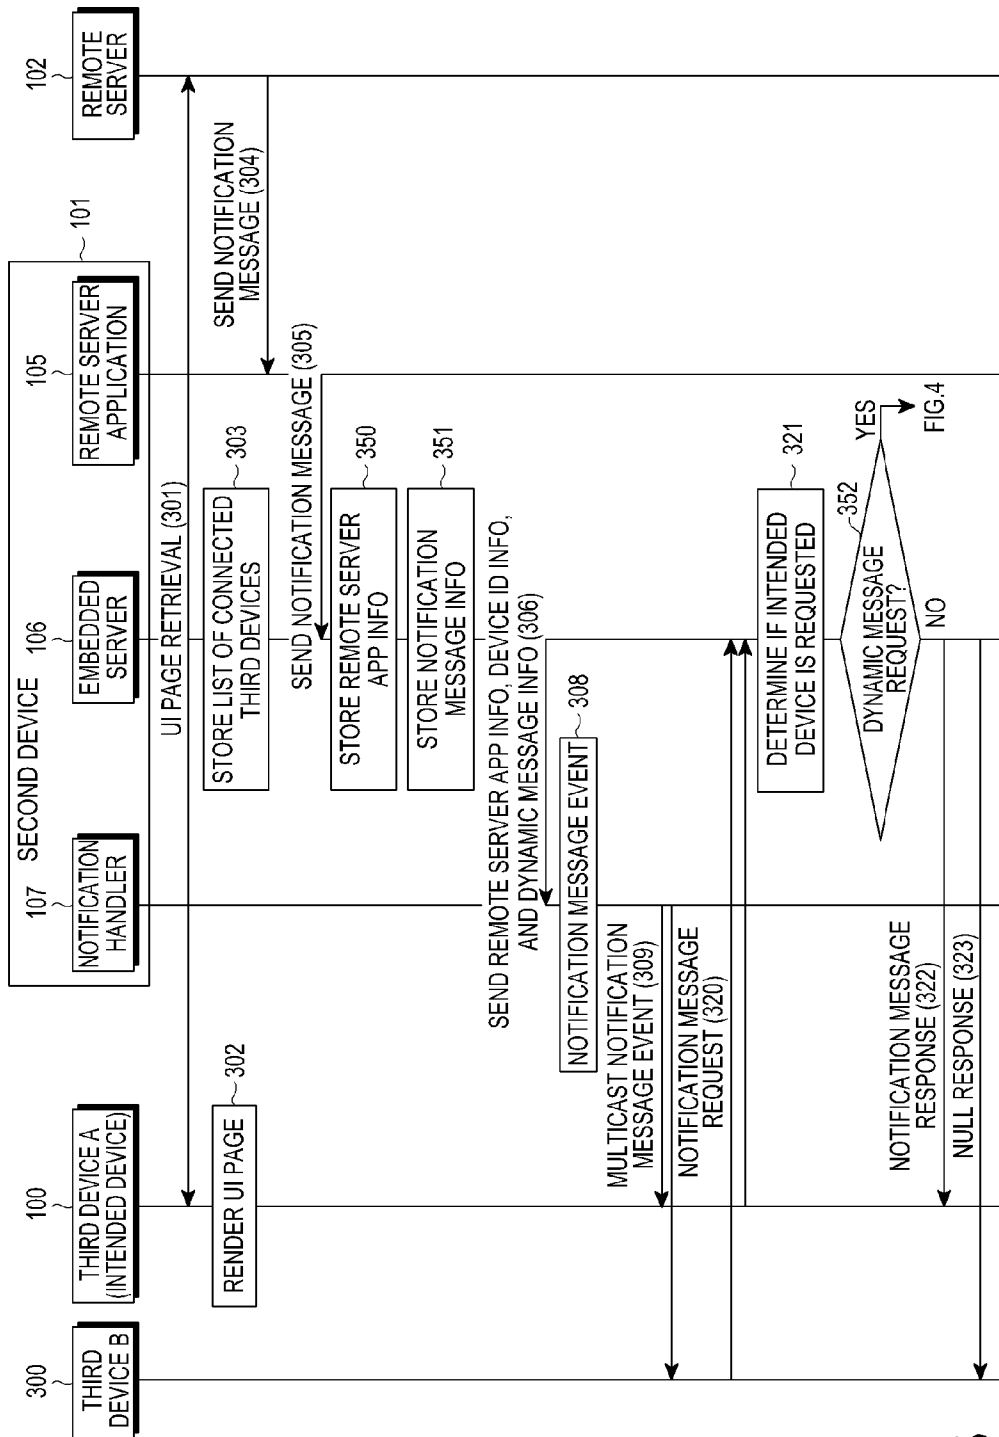 SECOND DEVICE
101
300
THIRD
DEVICE B
100
THIRD DEVICE A
(INTENDED DEVICE)
107
NOTIFICATION
HANDLER
106
EMBEDDED
SERVER
105
REMOTE SERVER
APPLICATION
102
REMOTE
SERVER
UI PAGE RETRIEVAL (301)
RENDER UI PAGE
302
STORE LIST OF CONNECTED
THIRD DEVICES
303
SEND NOTIFICATION
MESSAGE (304)
SEND NOTIFICATION MESSAGE (305)
STORE REMOTE SERVER
APP INFO
350
STORE NOTIFICATION
MESSAGE INFO
351
SEND REMOTE SERVER APP INFO, DEVICE ID INFO,
AND DYNAMIC MESSAGE INFO (306)
NOTIFICATION MESSAGE EVENT
308
MULTICAST NOTIFICATION
MESSAGE EVENT (309)
NOTIFICATION MESSAGE
REQUEST (320)
DETERMINE IF INTENDED
DEVICE IS REQUESTED
321
DYNAMIC MESSAGE
REQUEST?
352
YES
FIG.4
NO
NOTIFICATION MESSAGE
RESPONSE (322)
NULL RESPONSE (323)